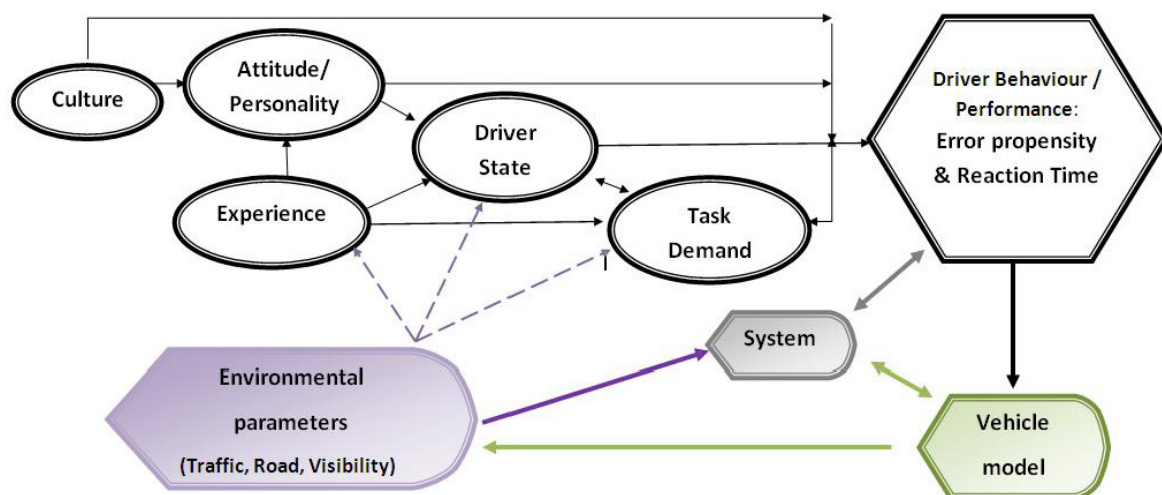 Culture
Attitude/
Personality
Driver
State
Experience
Task
Demand
Driver Behaviour /
Performance:
Error propensity
& Reaction Time
System
Environmental
parameters
(Traffic, Road, Visibility)
Vehicle
model